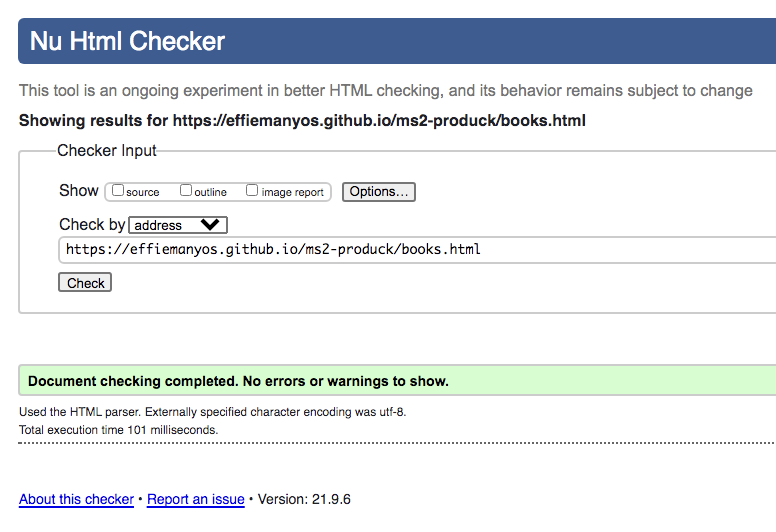 Nu Html Checker
This tool is an ongoing experiment in better HTML checking, and its behavior remains subject to change
Showing results for https://effiemanyos.github.io/ms2-produck/books.html
Checker Input
Show source outline image report Options...
Check by address
https://effiemanyos.github.io/ms2-produck/books.html
Check
Document checking completed. No errors or warnings to show.
Used the HTML parser. Externally specified character encoding was utf-8.
Total execution time 101 milliseconds.
About this checker • Report an issue • Version: 21.9.6